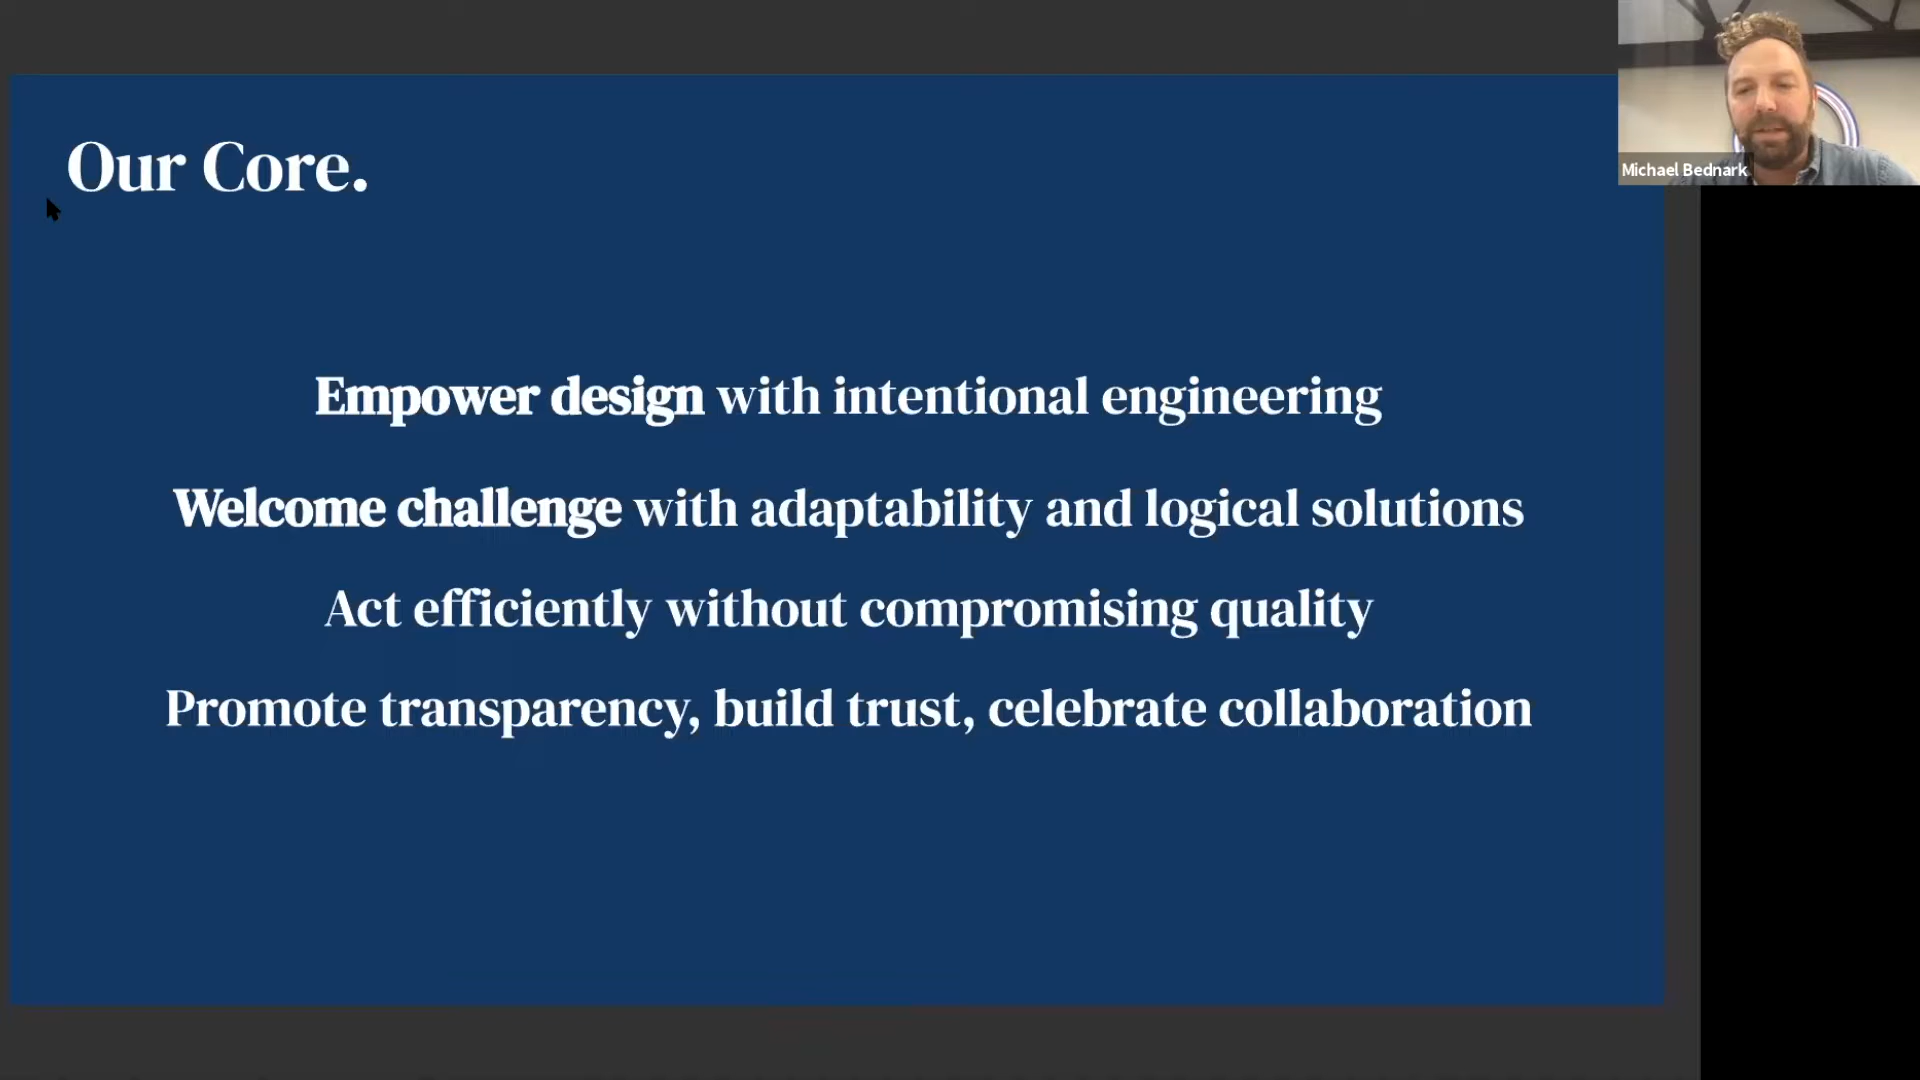 Our Core.
Michael Bednark
Empower design with intentional engineering
Welcome challenge with adaptability and logical solutions
Act efficiently without compromising quality
Promote transparency, build trust, celebrate collaboration